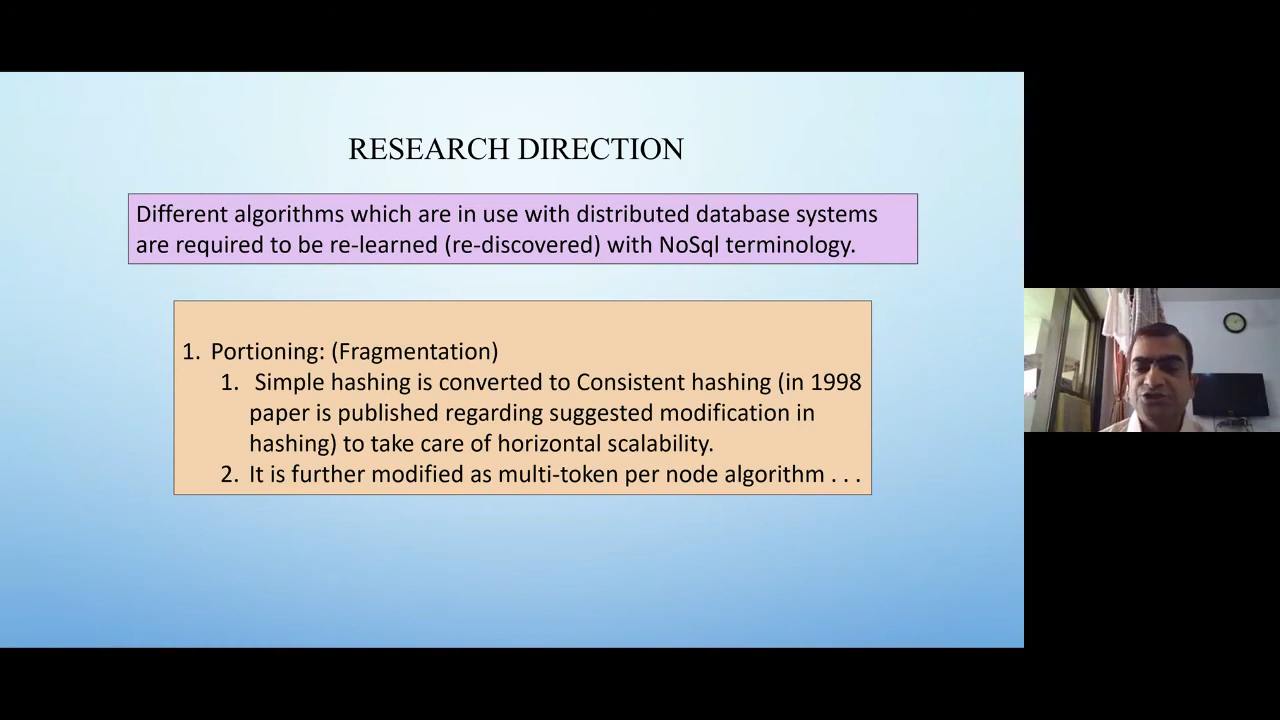 RESEARCH DIRECTION
Different algorithms which are in use with distributed database systems
are required to be re-learned (re-discovered) with NoSql terminology.
1. Portioning: (Fragmentation)
1. Simple hashing is converted to Consistent hashing (in 1998
paper is published regarding suggested modification in
hashing) to take care of horizontal scalability.
2. It is further modified as multi-token per node algorithm . . .